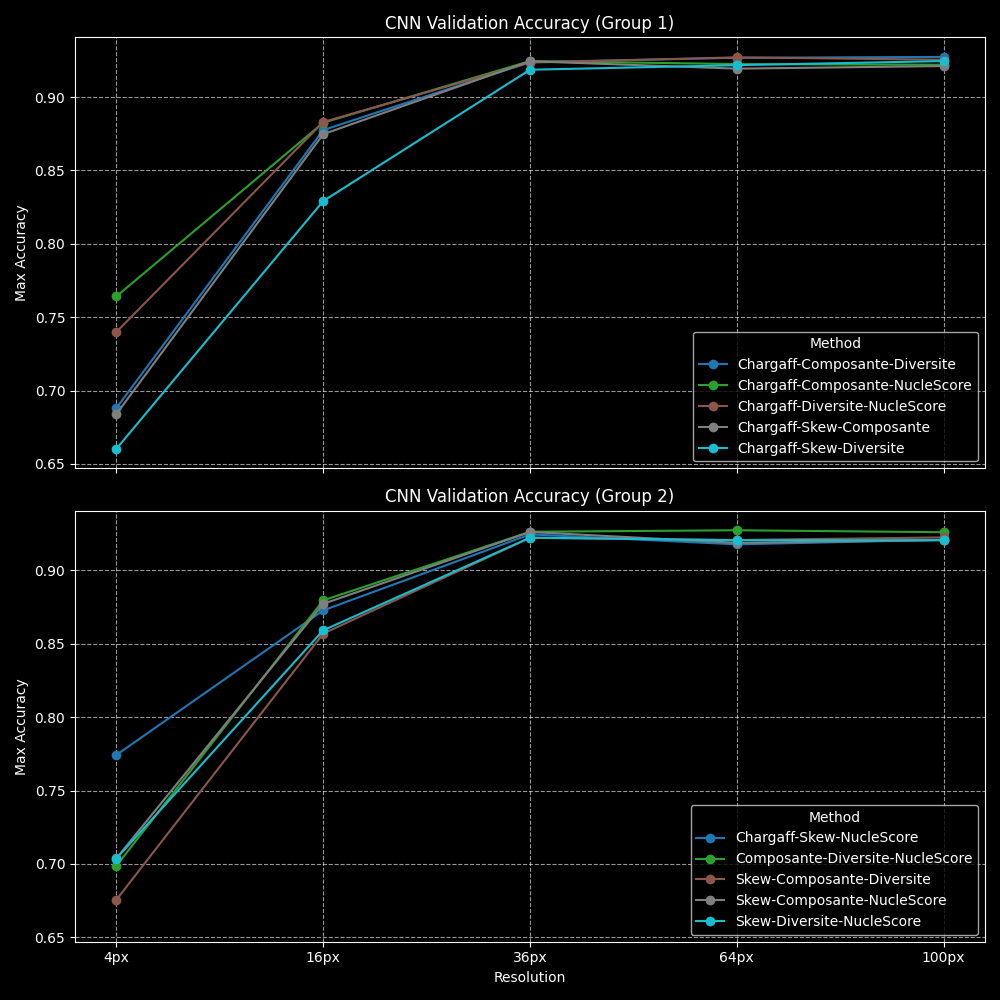 CNN Validation Accuracy (Group 1)
Max Accuracy
0.90
0.85
0.80
0.75
0.70
0.65
Method
Chargaff-Composante-Diversite
Chargaff-Composante-NucleScore
Chargaff-Diversite-NucleScore
Chargaff-Skew-Composante
Chargaff-Skew-Diversite
CNN Validation Accuracy (Group 2)
Max Accuracy
0.90
0.85
0.80
0.75
0.70
0.65
Method
Chargaff-Skew-NucleScore
Composante-Diversite-NucleScore
Skew-Composante-Diversite
Skew-Composante-NucleScore
Skew-Diversite-NucleScore
4px 16px 36px 64px 100px
Resolution